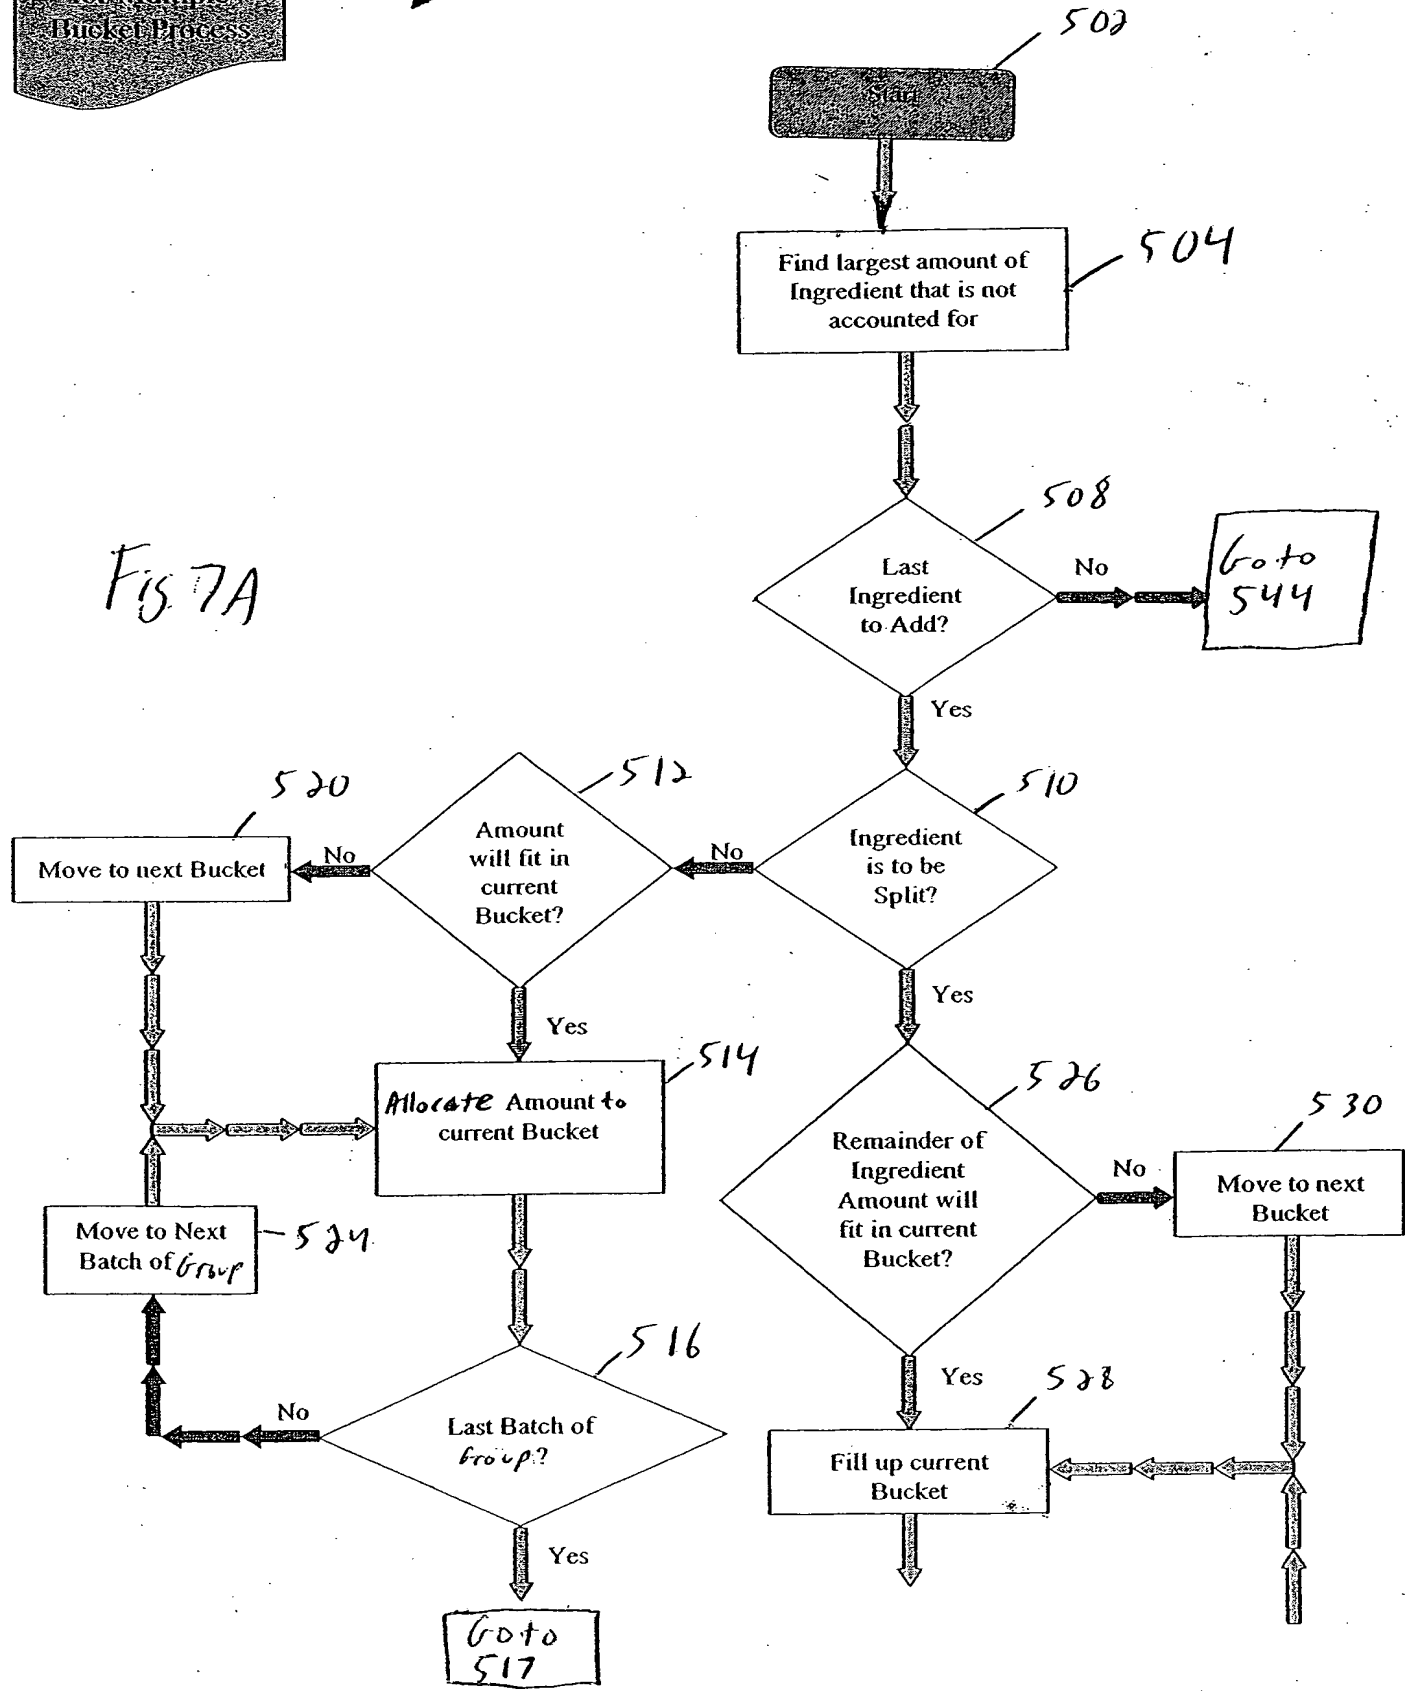 Bucket Process
502
Start
504
Find largest amount of
Ingredient that is not
accounted for
508
Last
Ingredient
to Add?
No
Go to
544
Fig 7A
Yes
520
512
510
Move to next Bucket
No
Amount
will fit in
current
Bucket?
No
Ingredient
is to be
Split?
Yes
Yes
514
Allocate Amount to
current Bucket
526
530
Remainder of
Ingredient
Amount will
fit in current
Bucket?
No
Move to next
Bucket
Move to Next
Batch of Group
524
516
Yes
528
No
Last Batch of
Group?
Fill up current
Bucket
Yes
Go to
517